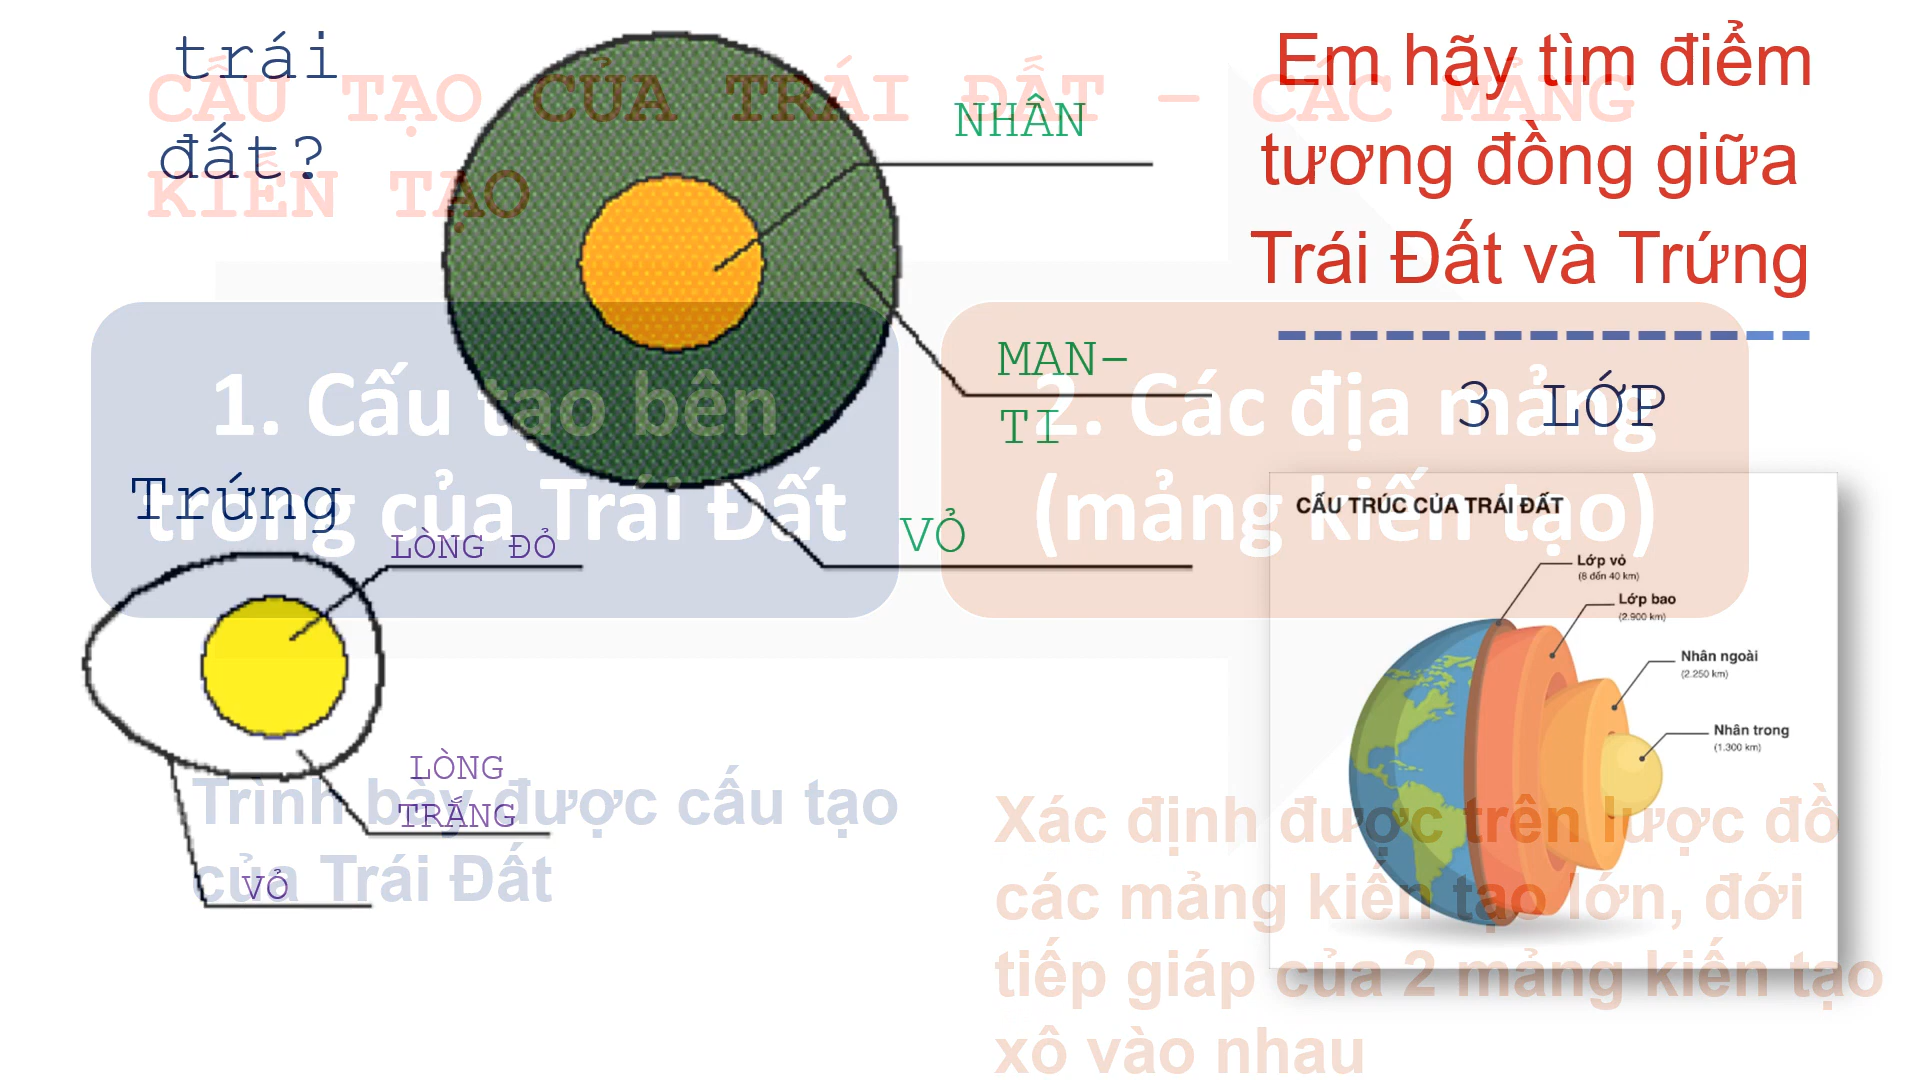 trái
đất?
CẤU TẠO CỦA TRÁI ĐẤT – CÁC MẢNG
KIẾN TẠO
NHÂN
MAN–
TI
VỎ
Em hãy tìm điểm
tương đồng giữa
Trái Đất và Trứng
3 LỚP
1. Cấu tạo bên
trong của Trái Đất
2. Các địa mảng
(mảng kiến tạo)
Trứng
LÒNG ĐỎ
LÒNG
TRẮNG
VỎ
CẤU TRÚC CỦA TRÁI ĐẤT
Lớp vỏ
(8 đến 40 km)
Lớp bao
(2.900 km)
Nhân ngoài
(2.250 km)
Nhân trong
(1.300 km)
Trình bày được cấu tạo
của Trái Đất
Xác định được trên lược đồ
các mảng kiến tạo lớn, đới
tiếp giáp của 2 mảng kiến tạo
xô vào nhau